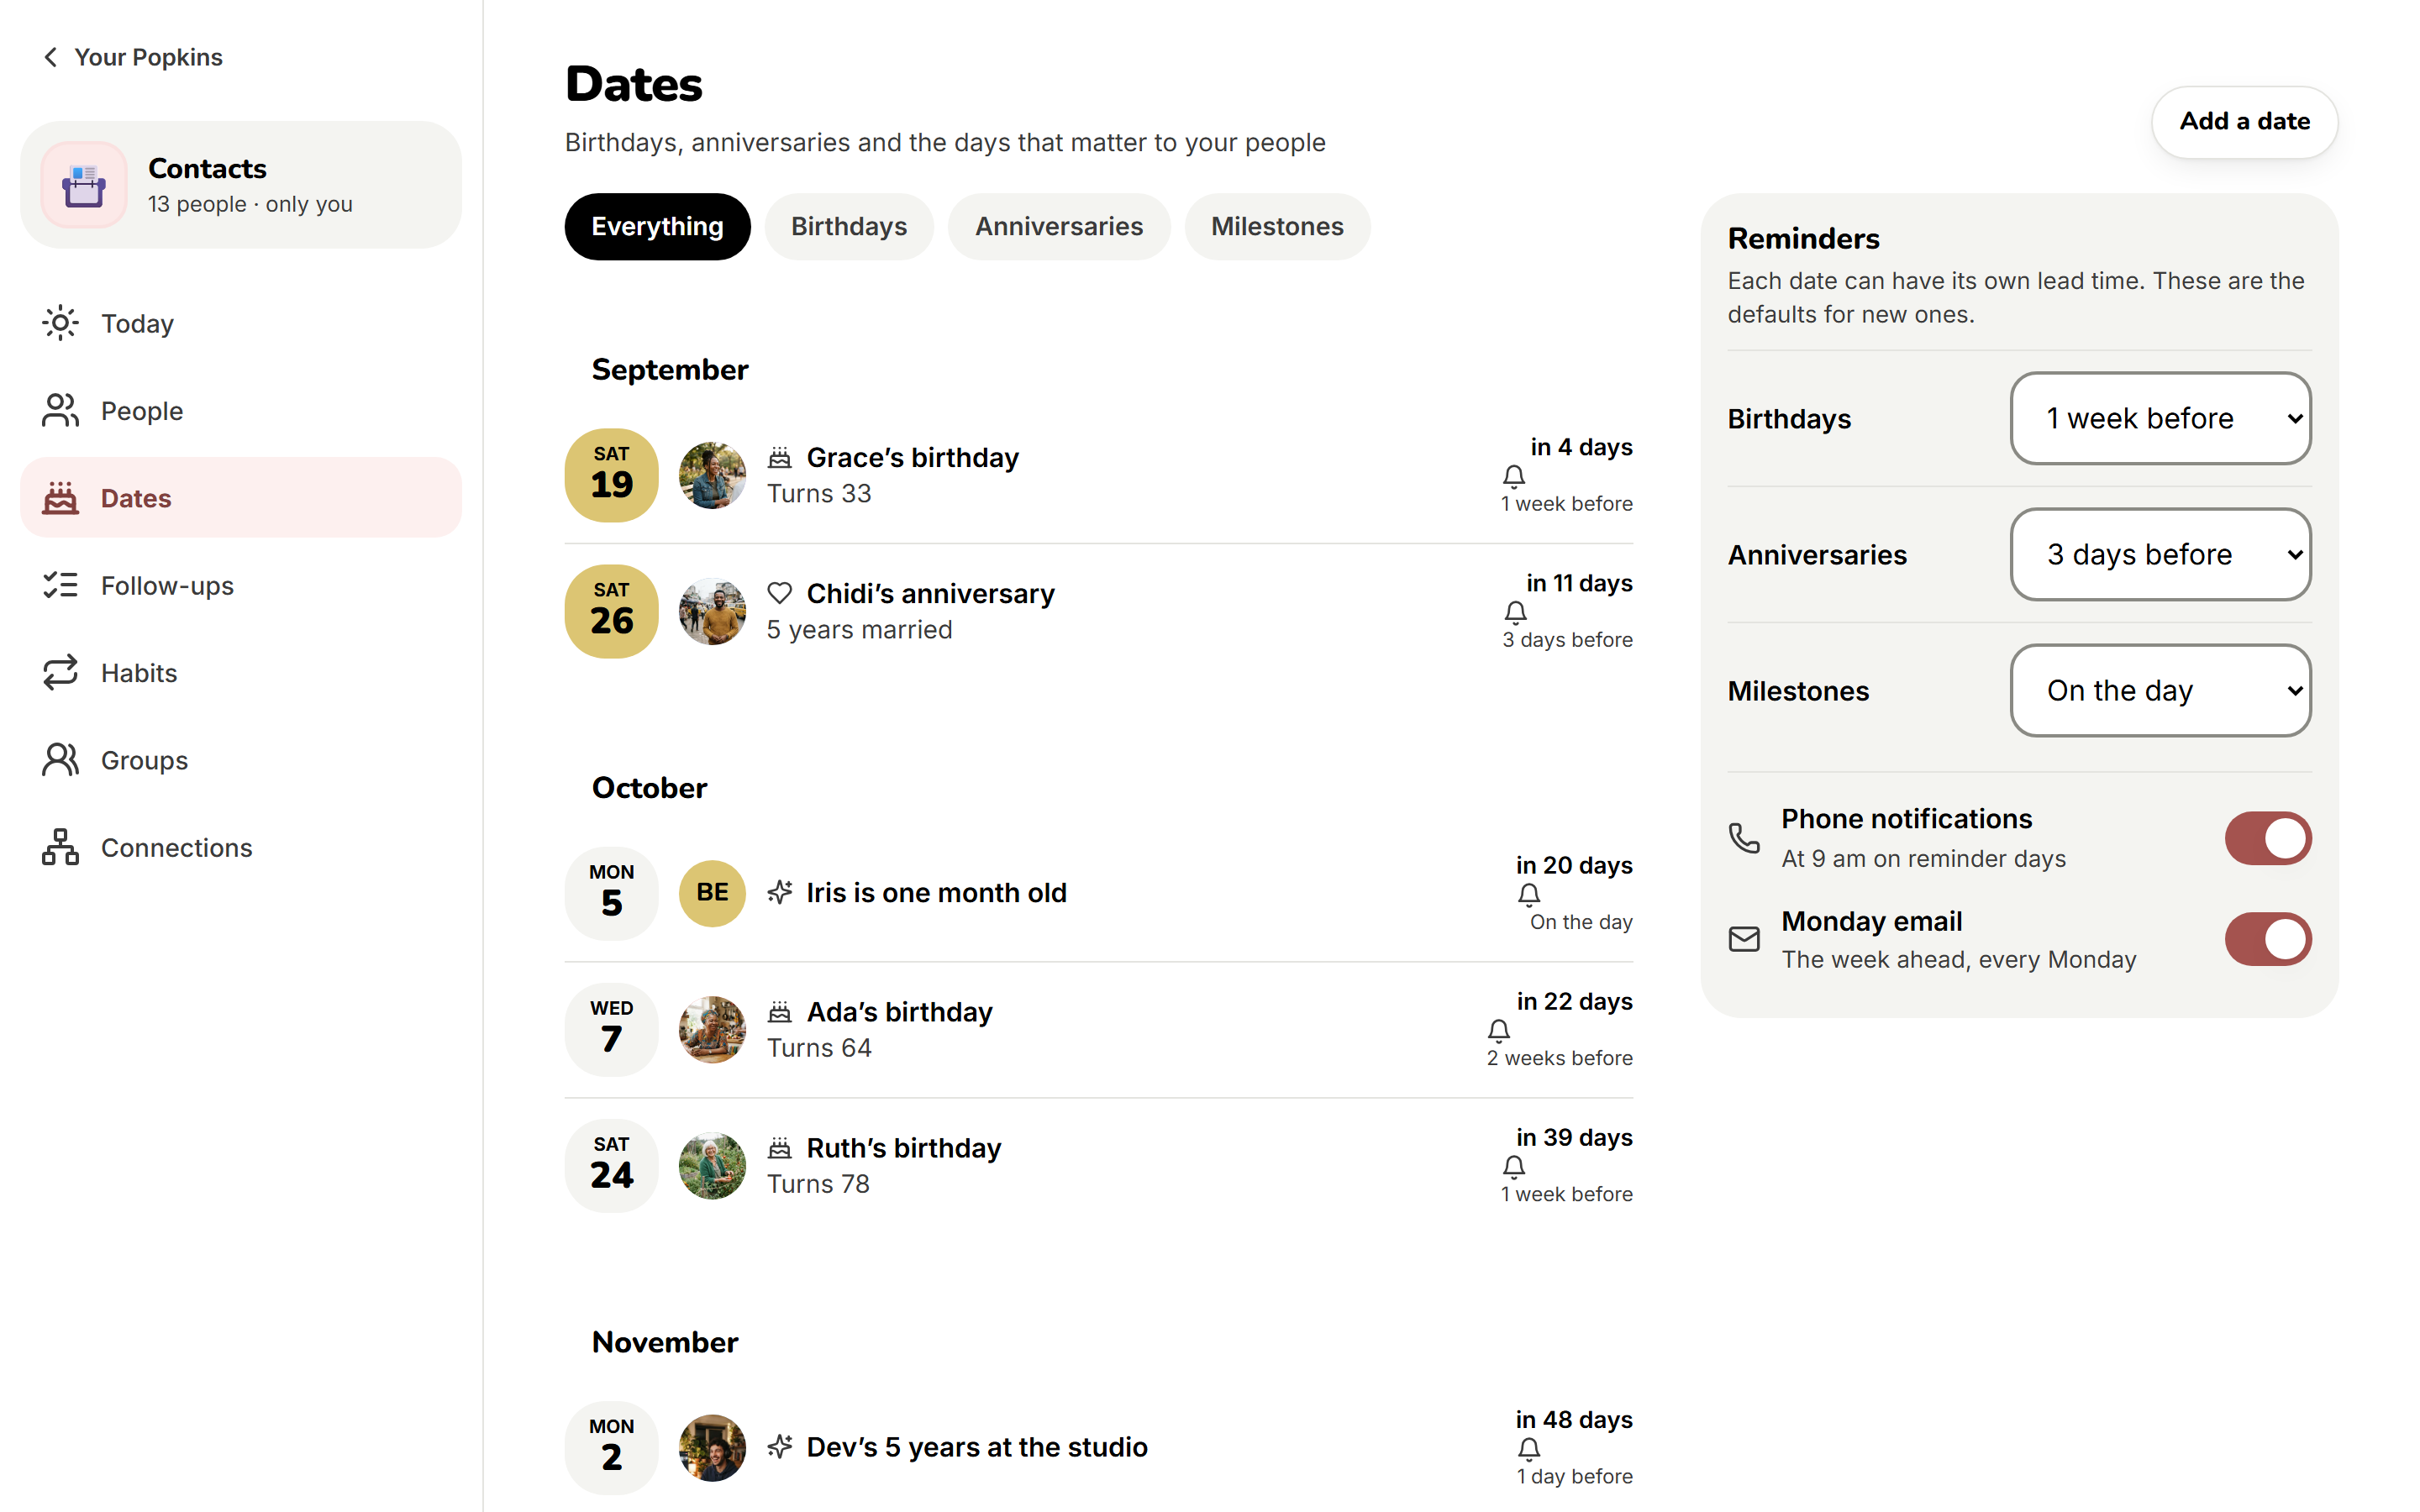 Your Popkins
Contacts
13 people · only you
Today
People
Dates
Follow-ups
Habits
Groups
Connections
Dates
Birthdays, anniversaries and the days that matter to your people
Add a date
Everything
Birthdays
Anniversaries
Milestones
September
SAT
19
Grace’s birthday
Turns 33
in 4 days
1 week before
SAT
26
Chidi’s anniversary
5 years married
in 11 days
3 days before
October
MON
5
BE
Iris is one month old
in 20 days
On the day
WED
7
Ada’s birthday
Turns 64
in 22 days
2 weeks before
SAT
24
Ruth’s birthday
Turns 78
in 39 days
1 week before
November
MON
2
Dev’s 5 years at the studio
in 48 days
1 day before
Reminders
Each date can have its own lead time. These are the
defaults for new ones.
Birthdays
1 week before
Anniversaries
3 days before
Milestones
On the day
Phone notifications
At 9 am on reminder days
Monday email
The week ahead, every Monday